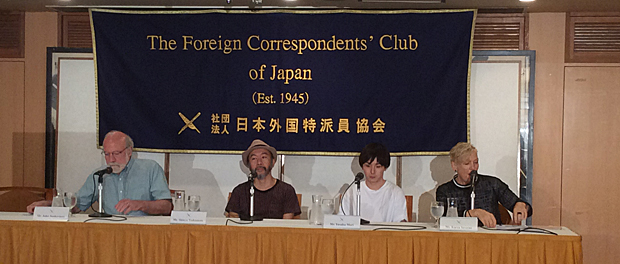 The Foreign Correspondents' Club
of Japan
(Est. 1945)
社団
法人 日本外国特派員協会